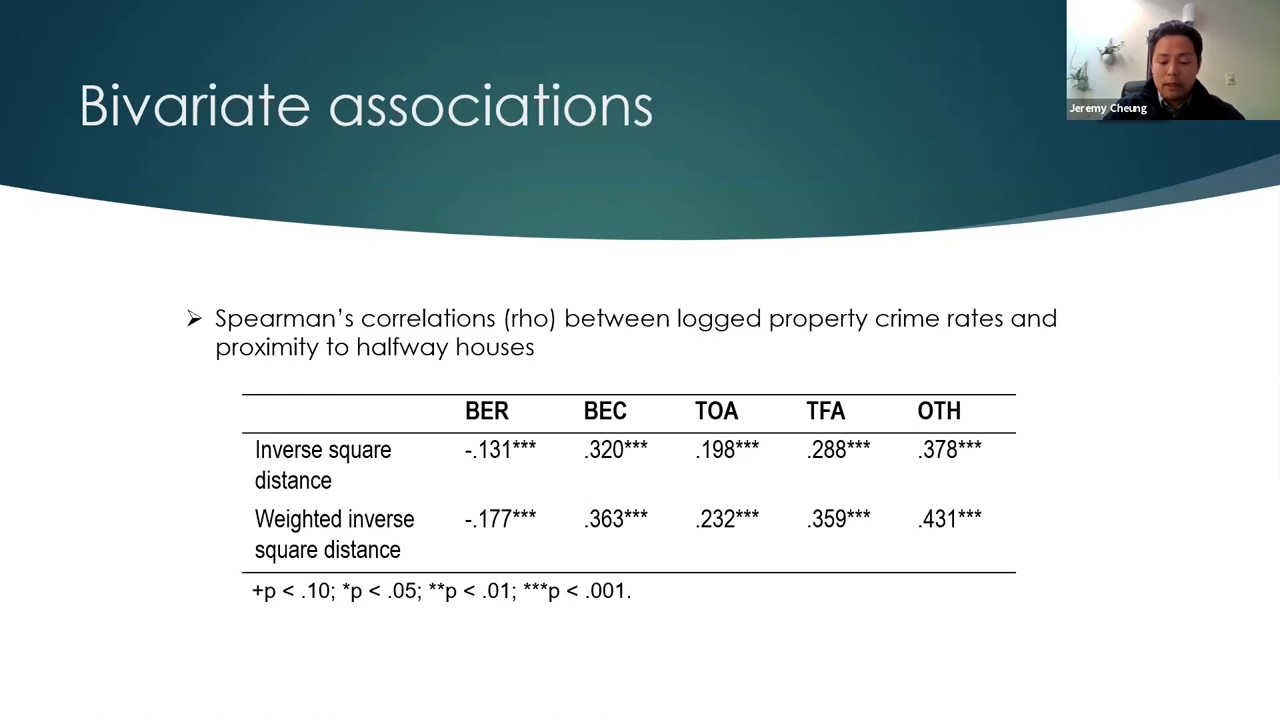 Bivariate associations
Jeremy Cheung
➢ Spearman’s correlations (rho) between logged property crime rates and
proximity to halfway houses
BER BEC TOA TFA OTH
Inverse square
distance -.131*** .320*** .198*** .288*** .378***
Weighted inverse
square distance -.177*** .363*** .232*** .359*** .431***
+p < .10; *p < .05; **p < .01; ***p < .001.